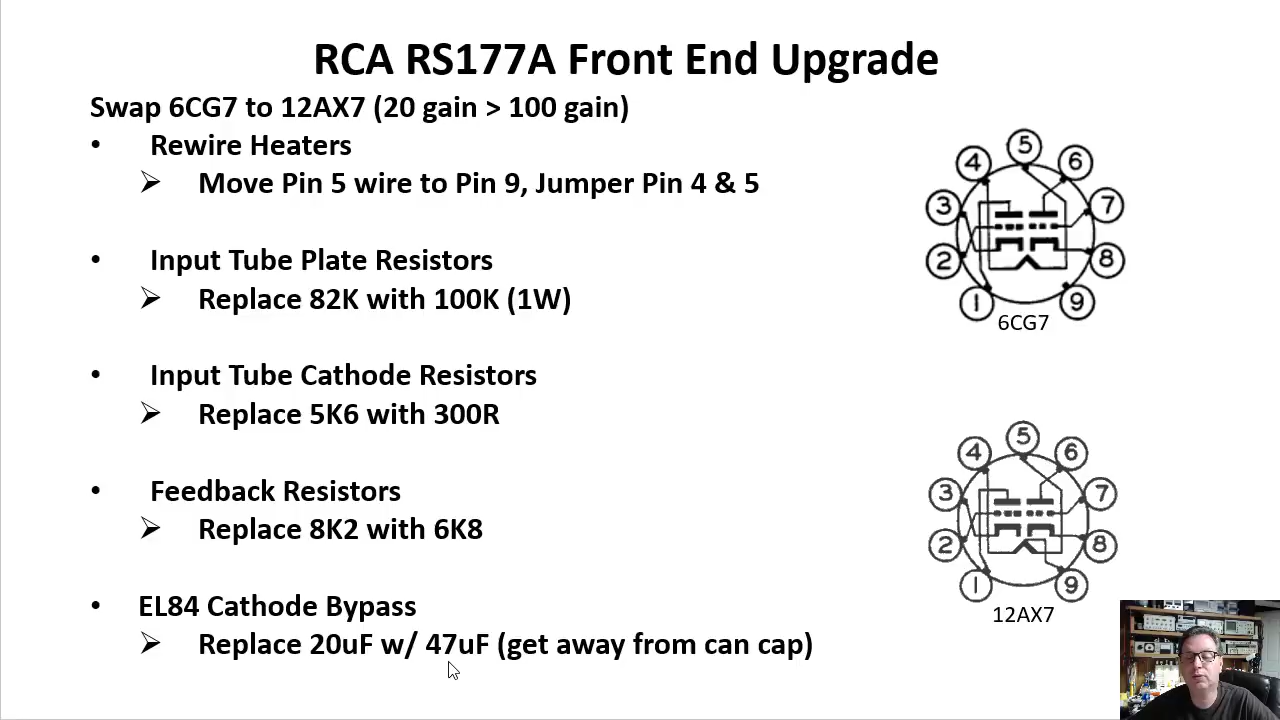 RCA RS177A Front End Upgrade
Swap 6CG7 to 12AX7 (20 gain > 100 gain)
• Rewire Heaters
➢ Move Pin 5 wire to Pin 9, Jumper Pin 4 & 5
• Input Tube Plate Resistors
➢ Replace 82K with 100K (1W)
• Input Tube Cathode Resistors
➢ Replace 5K6 with 300R
• Feedback Resistors
➢ Replace 8K2 with 6K8
• EL84 Cathode Bypass
➢ Replace 20uF w/ 47uF (get away from can cap)
5
4 6
3 7
2 8
1 9
6CG7
5
4 6
3 7
2 8
1 9
12AX7